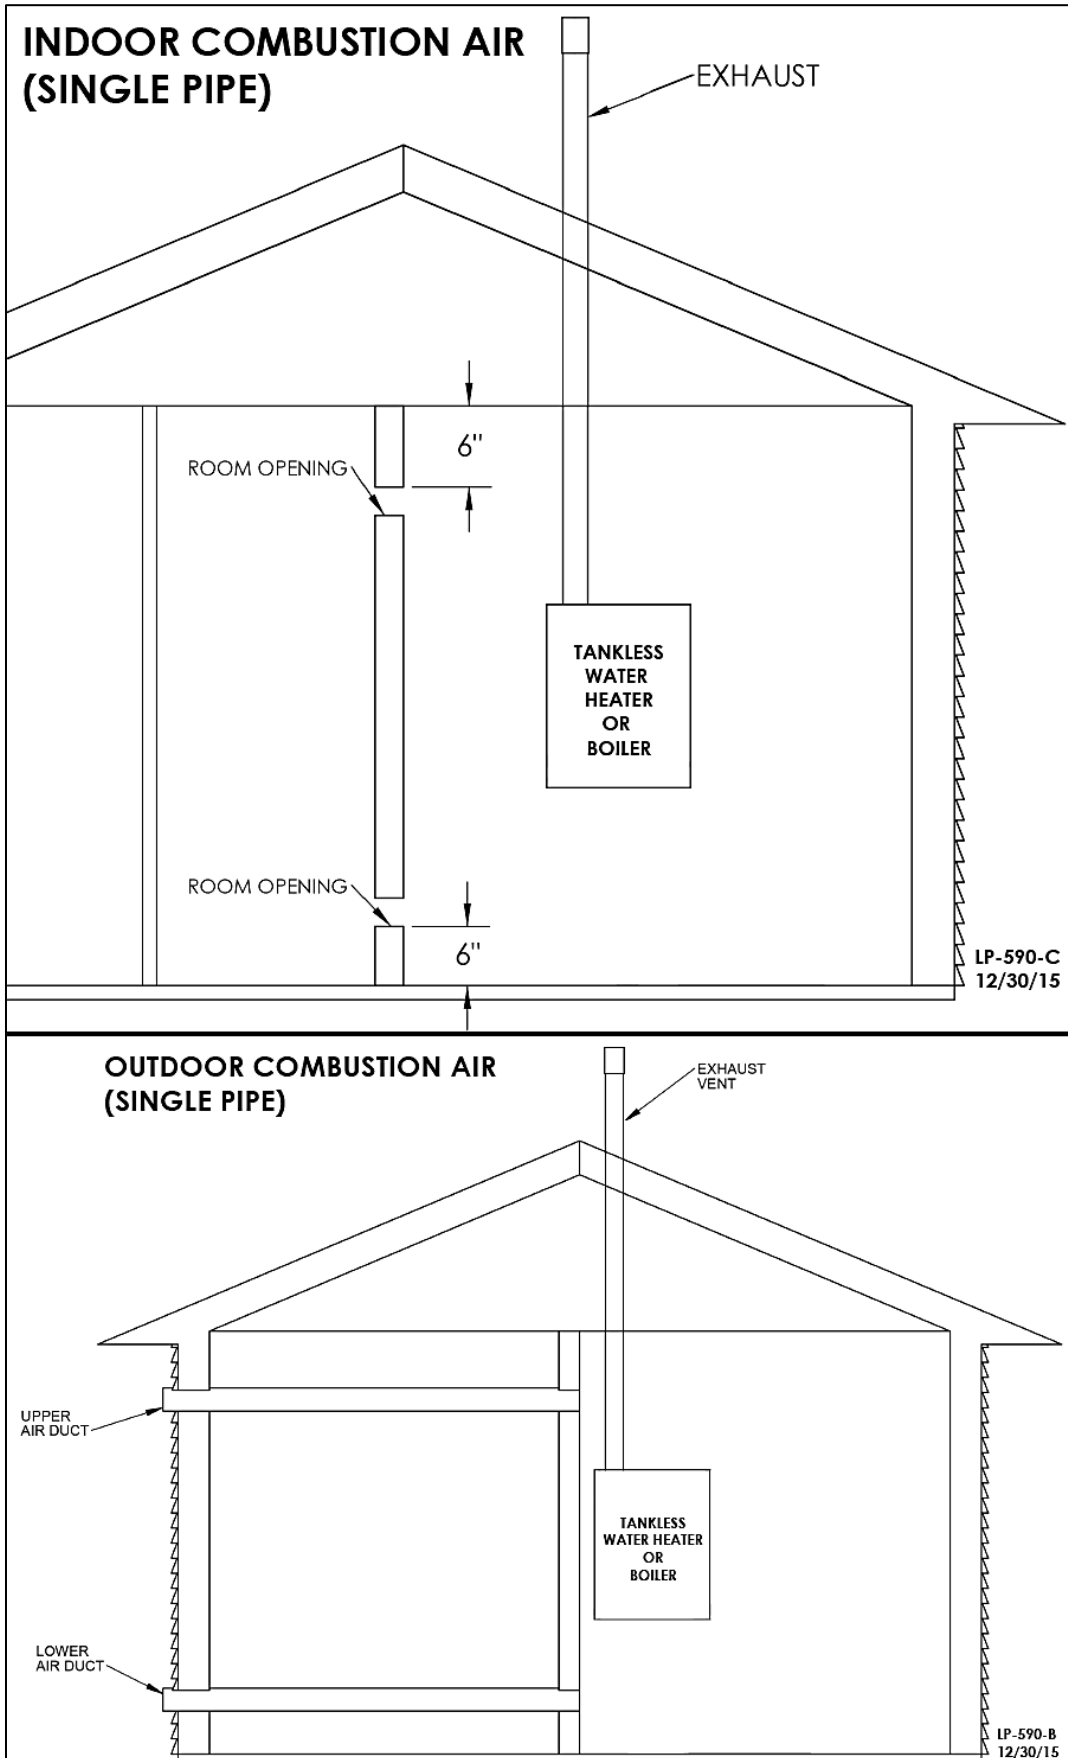 INDOOR COMBUSTION AIR
(SINGLE PIPE)
EXHAUST
6"
ROOM OPENING
TANKLESS
WATER
HEATER
OR
BOILER
ROOM OPENING
6"
LP-590-C
12/30/15
OUTDOOR COMBUSTION AIR
(SINGLE PIPE)
EXHAUST
VENT
UPPER
AIR DUCT
TANKLESS
WATER HEATER
OR
BOILER
LOWER
AIR DUCT
LP-590-B
12/30/15